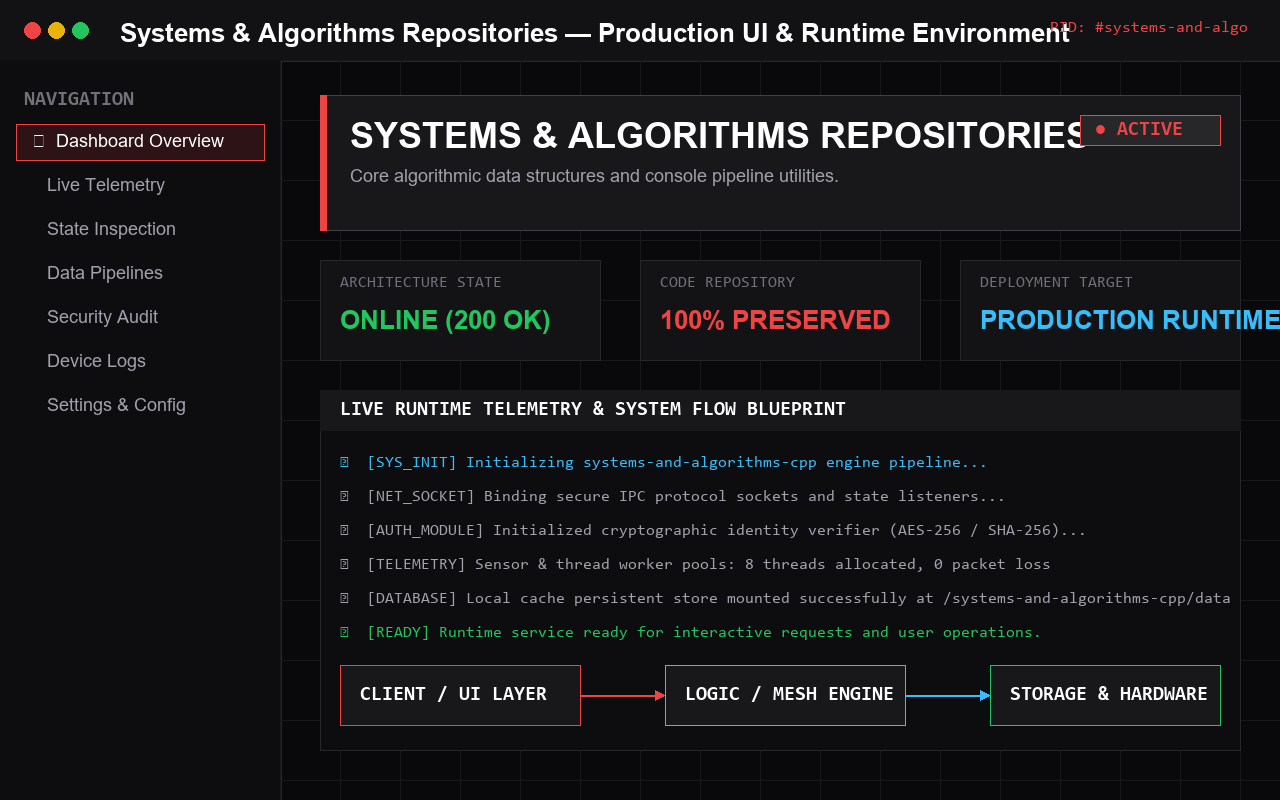 Systems & Algorithms Repositories — Production UI & Runtime Environment
RID: #systems-and-algo
NAVIGATION
Dashboard Overview
Live Telemetry
State Inspection
Data Pipelines
Security Audit
Device Logs
Settings & Config
SYSTEMS & ALGORITHMS REPOSITORIES
● ACTIVE
Core algorithmic data structures and console pipeline utilities.
ARCHITECTURE STATE
ONLINE (200 OK)
CODE REPOSITORY
100% PRESERVED
DEPLOYMENT TARGET
PRODUCTION RUNTIME
LIVE RUNTIME TELEMETRY & SYSTEM FLOW BLUEPRINT
[SYS_INIT] Initializing systems-and-algorithms-cpp engine pipeline...
[NET_SOCKET] Binding secure IPC protocol sockets and state listeners...
[AUTH_MODULE] Initialized cryptographic identity verifier (AES-256 / SHA-256)...
[TELEMETRY] Sensor & thread worker pools: 8 threads allocated, 0 packet loss
[DATABASE] Local cache persistent store mounted successfully at /systems-and-algorithms-cpp/data
[READY] Runtime service ready for interactive requests and user operations.
CLIENT / UI LAYER
LOGIC / MESH ENGINE
STORAGE & HARDWARE